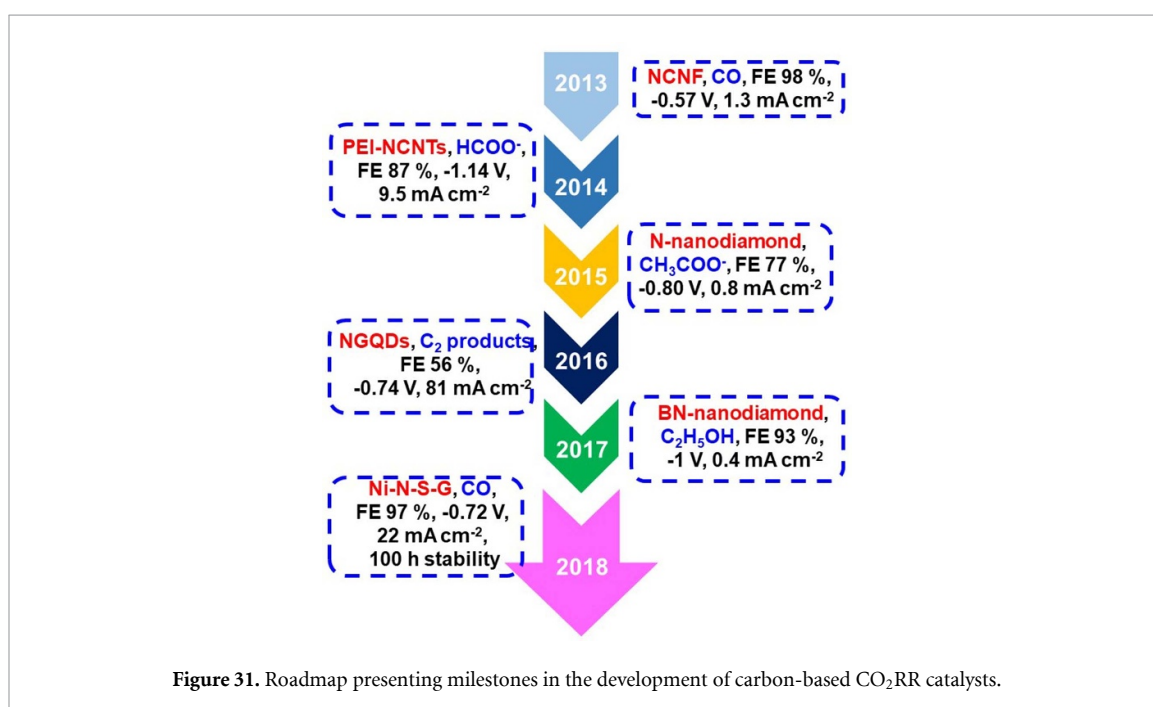 2013
NCNF, CO, FE 98 %,
-0.57 V, 1.3 mA cm⁻²
PEI-NCNTs, HCOO⁻,
FE 87 %, -1.14 V,
9.5 mA cm⁻²
2014
N-nanodiamond,
CH₃COO⁻, FE 77 %,
-0.80 V, 0.8 mA cm⁻²
2015
NGQDs, C₂ products,
FE 56 %,
-0.74 V, 81 mA cm⁻²
2016
BN-nanodiamond,
C₂H₅OH, FE 93 %,
-1 V, 0.4 mA cm⁻²
2017
Ni-N-S-G, CO,
FE 97 %, -0.72 V,
22 mA cm⁻²,
100 h stability
2018
Figure 31. Roadmap presenting milestones in the development of carbon-based CO₂RR catalysts.